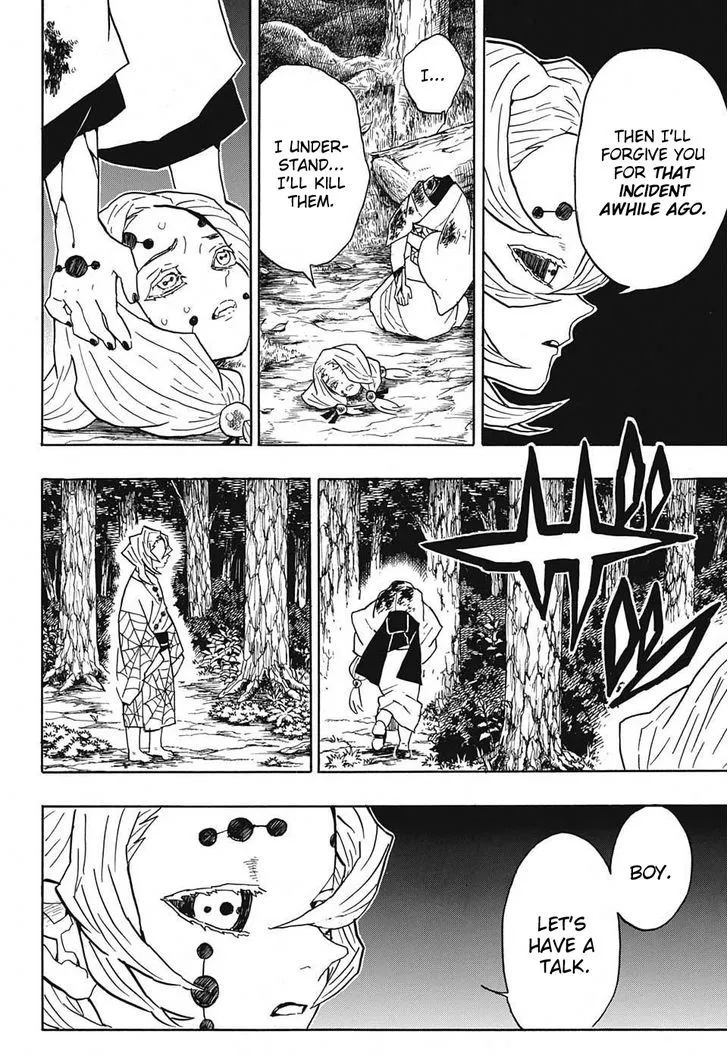 THEN I'LL
FORGIVE YOU
FOR THAT
INCIDENT
AWHILE AGO.
I...
I UNDER-
STAND...
I'LL KILL
THEM.
BOY.
LET'S
HAVE A
TALK.